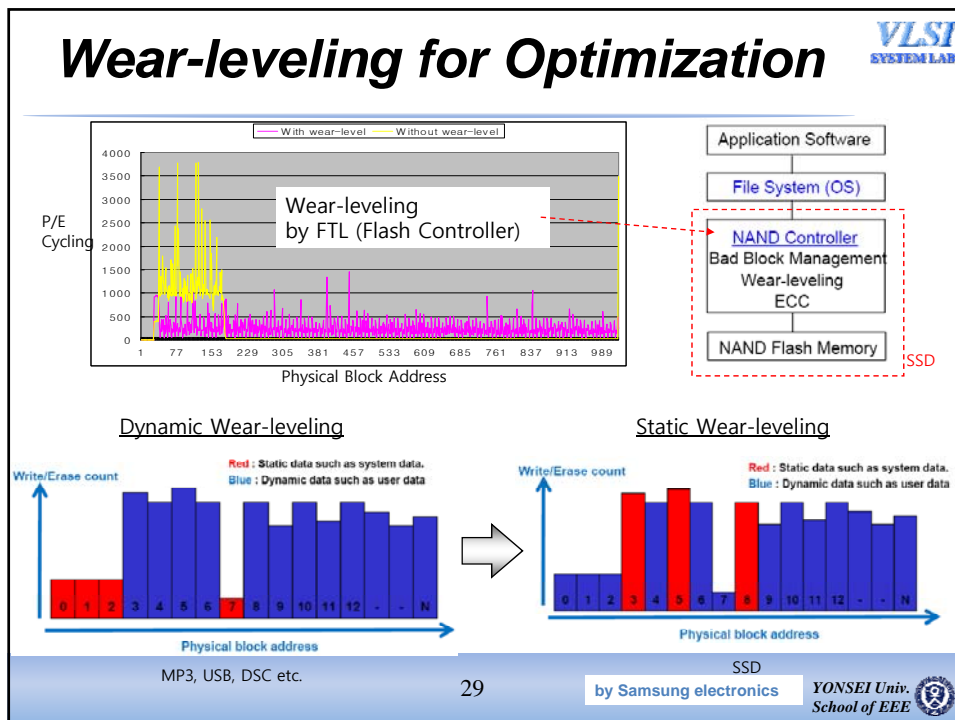 Wear-leveling for Optimization
VLSI
SYSTEM LAB
With wear-level
Without wear-level
4000
3500
3000
2500
2000
1500
1000
500
0
P/E
Cycling
Wear-leveling
by FTL (Flash Controller)
1 77 153 229 305 381 457 533 609 685 761 837 913 989
Physical Block Address
Application Software
File System (OS)
NAND Controller
Bad Block Management
Wear-leveling
ECC
NAND Flash Memory
SSD
Dynamic Wear-leveling
Write/Erase count
Red : Static data such as system data.
Blue : Dynamic data such as user data
0 1 2 3 4 5 6 7 8 9 10 11 12 - - N
Physical block address
MP3, USB, DSC etc.
Static Wear-leveling
Write/Erase count
Red : Static data such as system data.
Blue : Dynamic data such as user data
0 1 2 3 4 5 6 7 8 9 10 11 12 - - N
Physical block address
SSD
29
by Samsung electronics
YONSEI Univ.
School of EEE